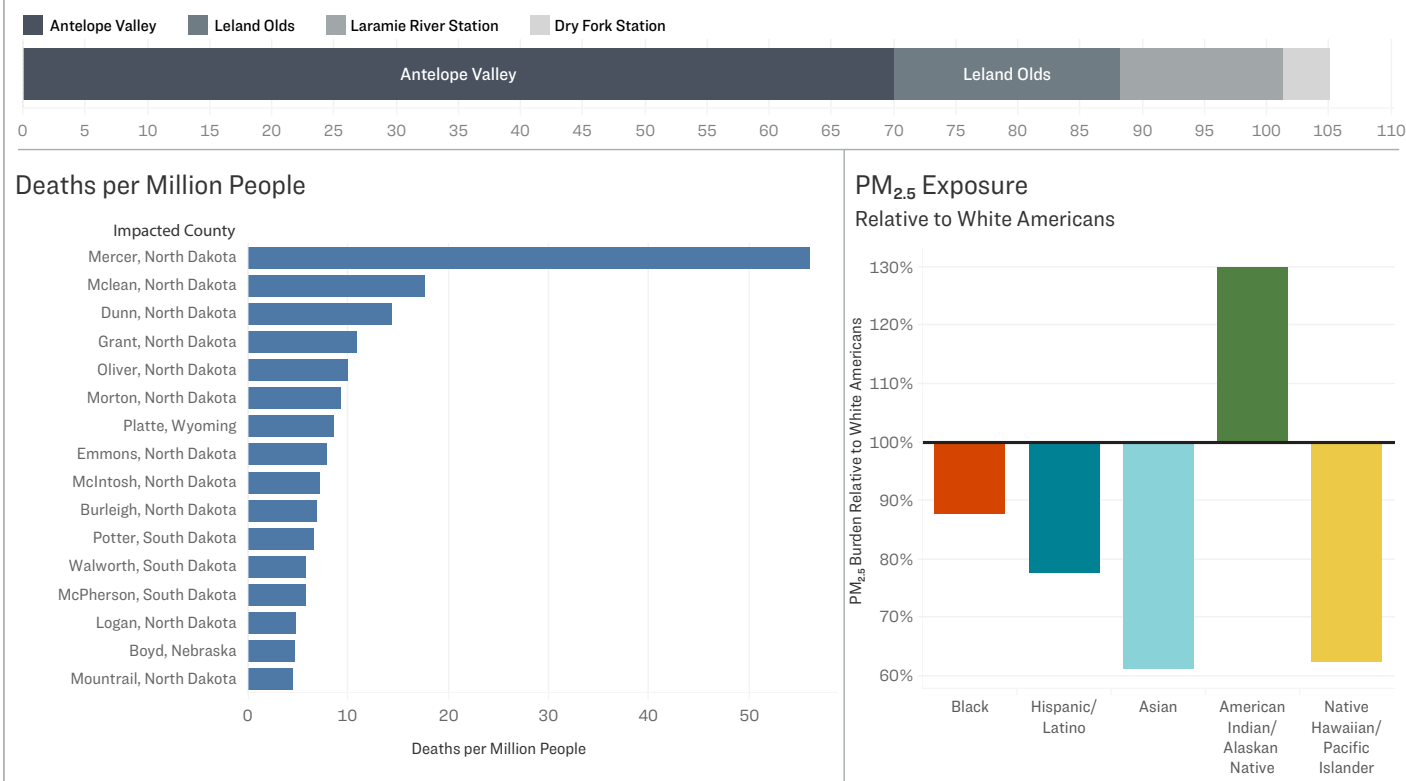 Antelope Valley
Leland Olds
Laramie River Station
Dry Fork Station
Antelope Valley
Leland Olds
0 5 10 15 20 25 30 35 40 45 50 55 60 65 70 75 80 85 90 95 100 105 110
Deaths per Million People
Impacted County
Mercer, North Dakota
Mclean, North Dakota
Dunn, North Dakota
Grant, North Dakota
Oliver, North Dakota
Morton, North Dakota
Platte, Wyoming
Emmons, North Dakota
McIntosh, North Dakota
Burleigh, North Dakota
Potter, South Dakota
Walworth, South Dakota
McPherson, South Dakota
Logan, North Dakota
Boyd, Nebraska
Mountrail, North Dakota
0 10 20 30 40 50
Deaths per Million People
PM2.5 Exposure
Relative to White Americans
PM2.5 Burden Relative to White Americans
130%
120%
110%
100%
90%
80%
70%
60%
Black
Hispanic/
Latino
Asian
American
Indian/
Alaskan
Native
Native
Hawaiian/
Pacific
Islander